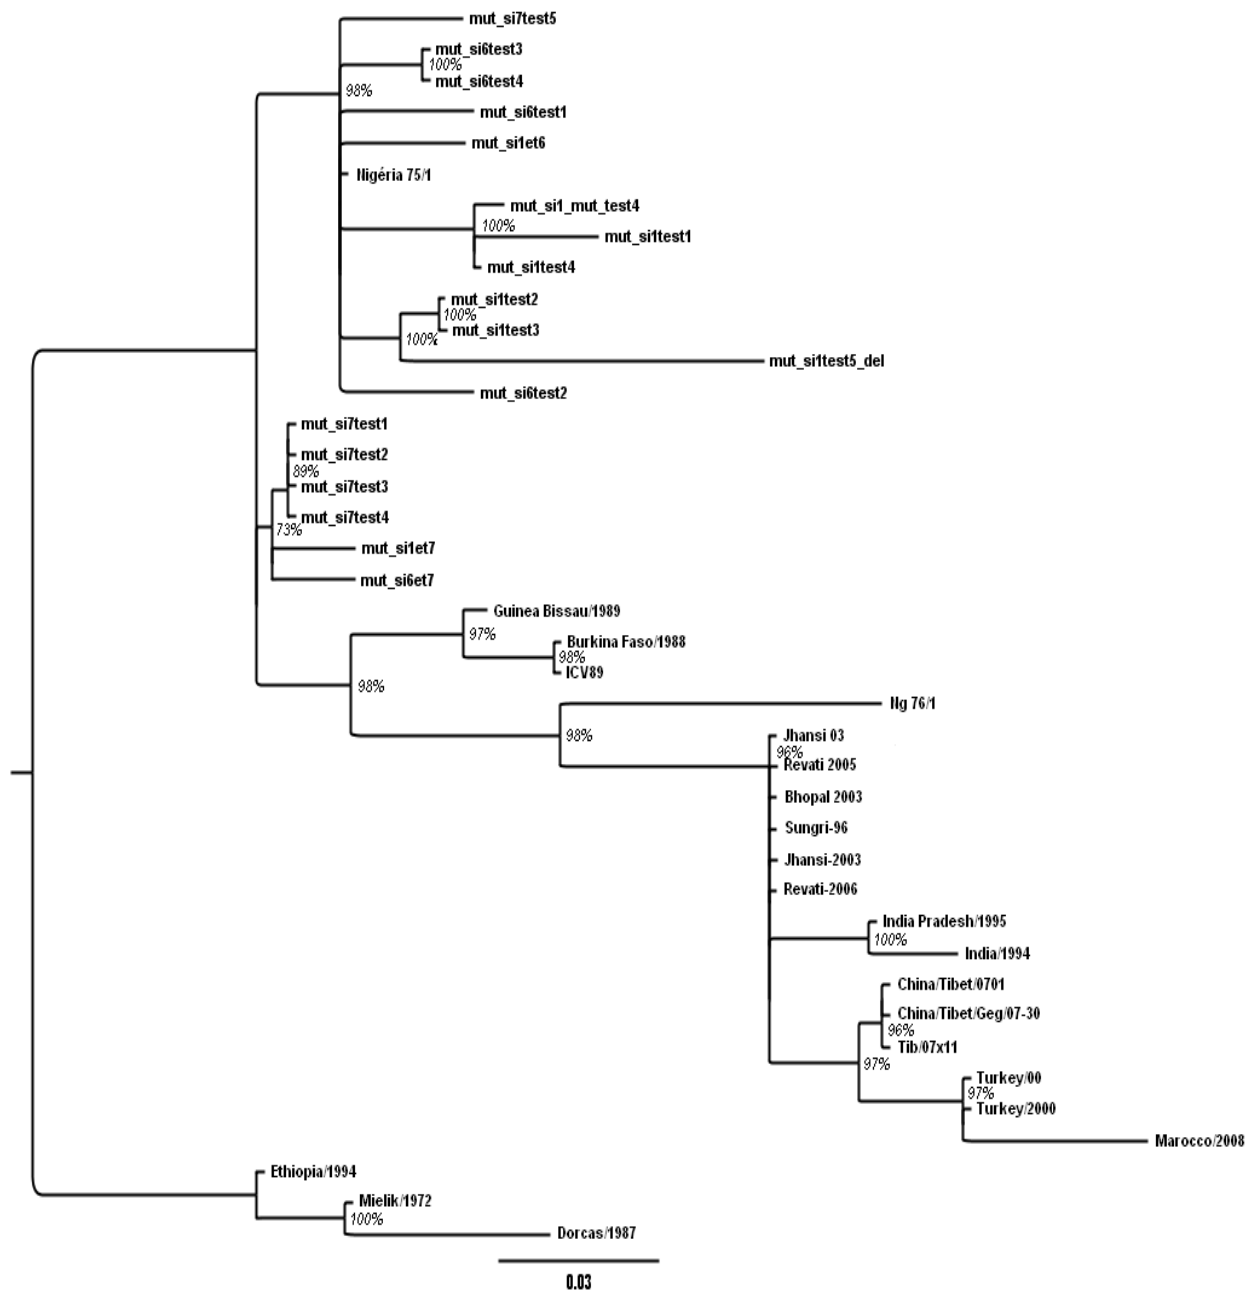 mut_si7test5
mut_si6test3
100%
mut_si6test4
98%
mut_si6test1
mut_si1et6
Nigéria 75/1
mut_si1_mut_test4
100%
mut_si1test1
mut_si1test4
mut_si1test2
100%
mut_si1test3
100%
mut_si1test5_del
mut_si6test2
mut_si7test1
mut_si7test2
89%
mut_si7test3
mut_si7test4
73%
mut_si1et7
mut_si6et7
Guinea Bissau/1989
97%
Burkina Faso/1988
98%
ICV89
98%
Ng 76/1
98%
Jhansi 03
96%
Revati 2005
Bhopal 2003
Sungri-96
Jhansi-2003
Revati-2006
India Pradesh/1995
100%
India/1994
China/Tibet/0701
China/Tibet/Geg/07-30
96%
Tib/07x11
97%
Turkey/00
97%
Turkey/2000
Marocco/2008
Ethiopia/1994
Mielik/1972
100%
Dorcas/1987
0.03